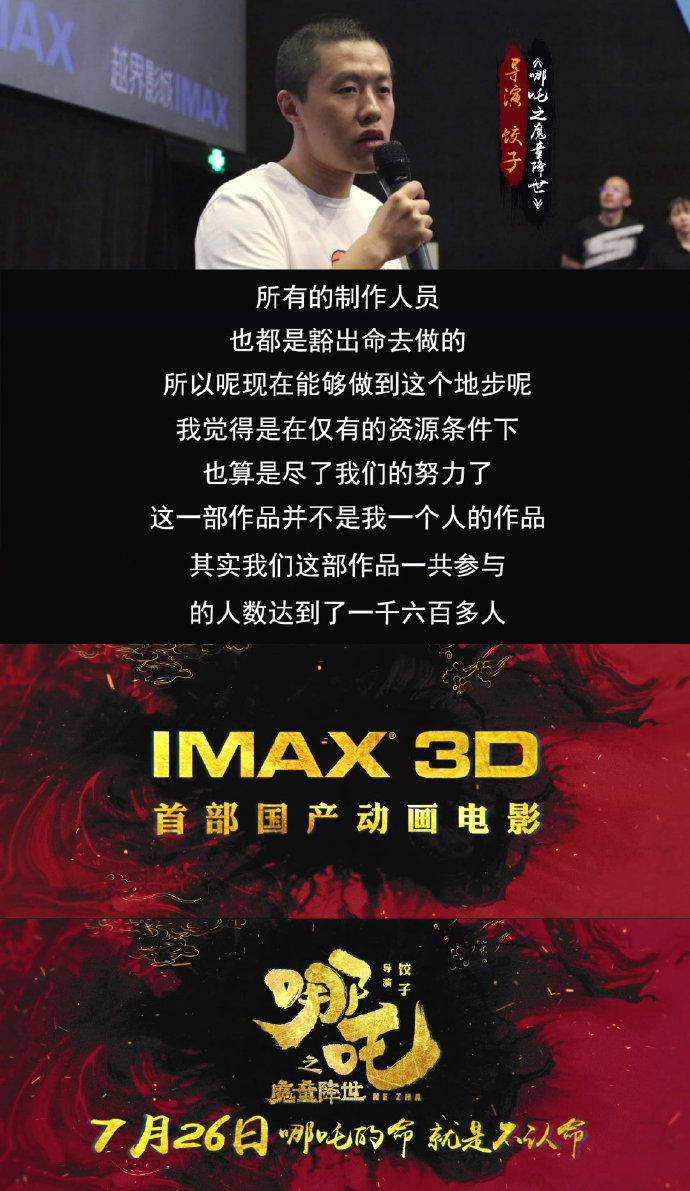 IMAX
越界影城IMAX
《哪吒之魔童降世》
导演 饺子
所有的制作人员
也都是豁出命去做的
所以呢现在能够做到这个地步呢
我觉得是在仅有的资源条件下
也算是尽了我们的努力了
这一部作品并不是我一个人的作品
其实我们这部作品一共参与
的人数达到了一千六百多人
IMAX® 3D
首部国产动画电影
哪吒
导演 饺子
之
魔童降世 NE ZHA
7月26日 哪吒的命 就是不认命